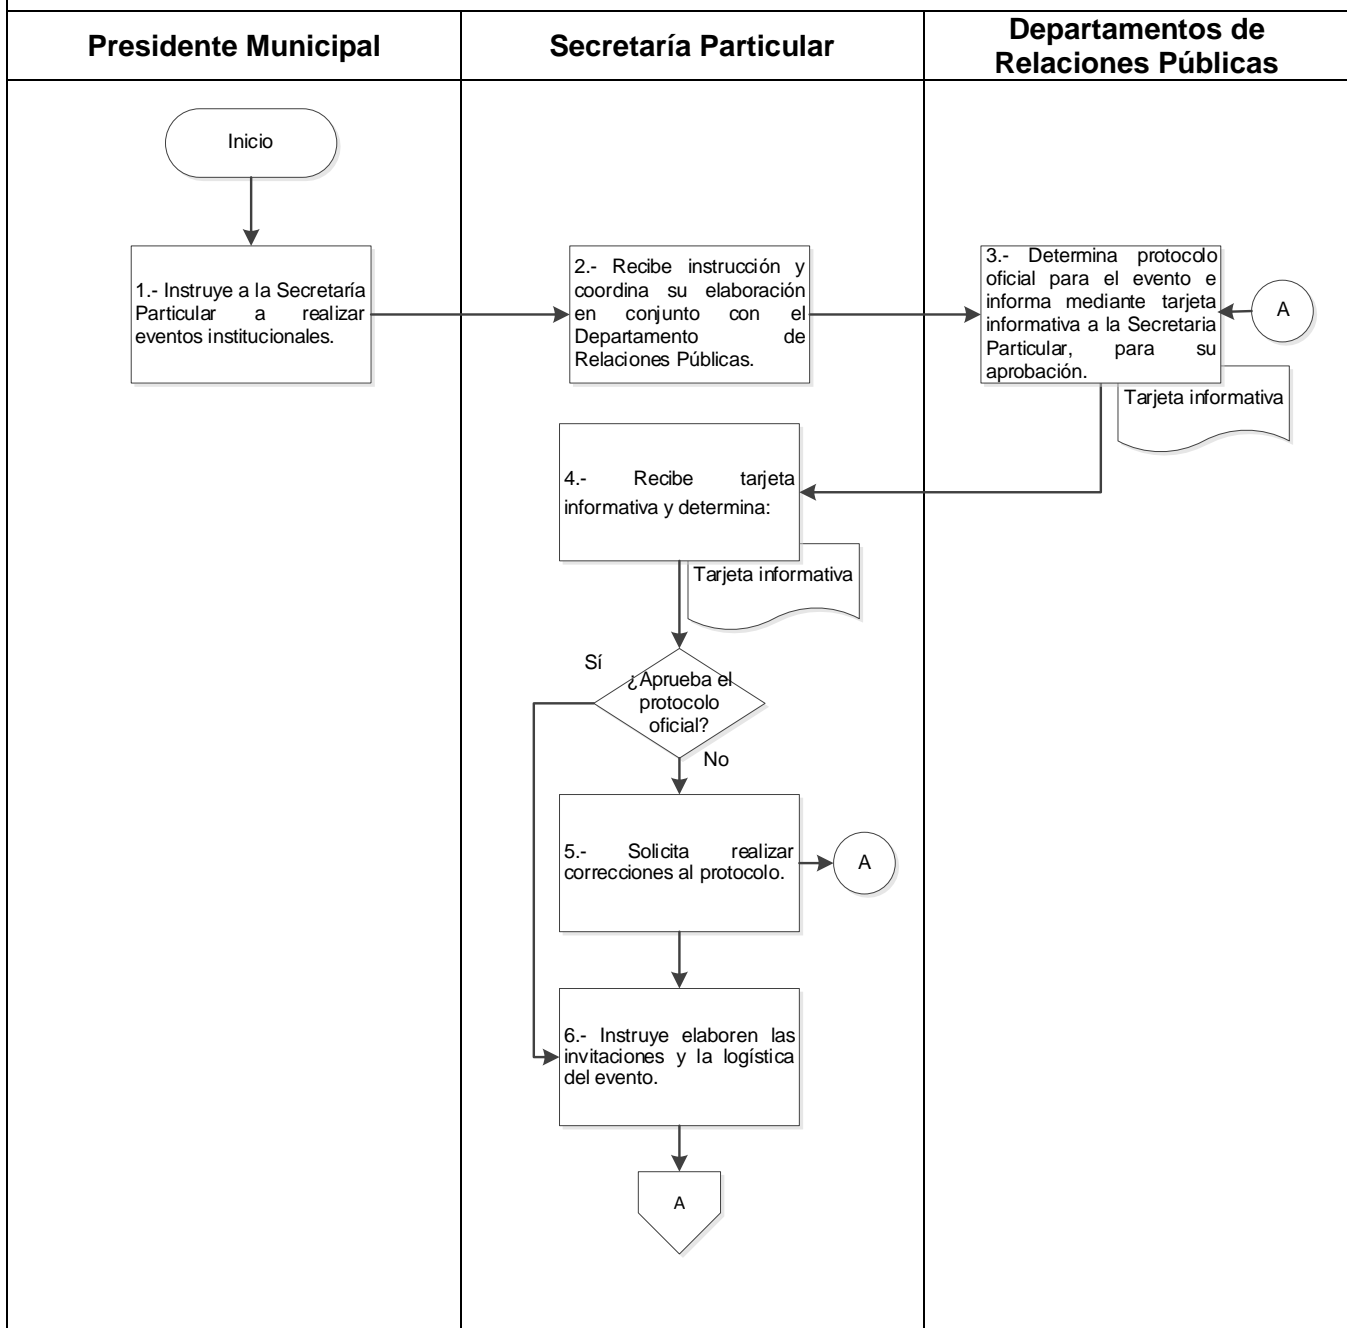 Presidente Municipal
Secretaría Particular
Departamentos de
Relaciones Públicas
Inicio
1.- Instruye a la Secretaría
Particular a realizar
eventos institucionales.
2.- Recibe instrucción y
coordina su elaboración
en conjunto con el
Departamento de
Relaciones Públicas.
3.- Determina protocolo
oficial para el evento e
informa mediante tarjeta
informativa a la Secretaria
Particular, para su
aprobación.
A
Tarjeta informativa
4.- Recibe tarjeta
informativa y determina:
Tarjeta informativa
Sí
¿Aprueba el
protocolo
oficial?
No
5.- Solicita realizar
correcciones al protocolo.
A
6.- Instruye elaboren las
invitaciones y la logística
del evento.
A